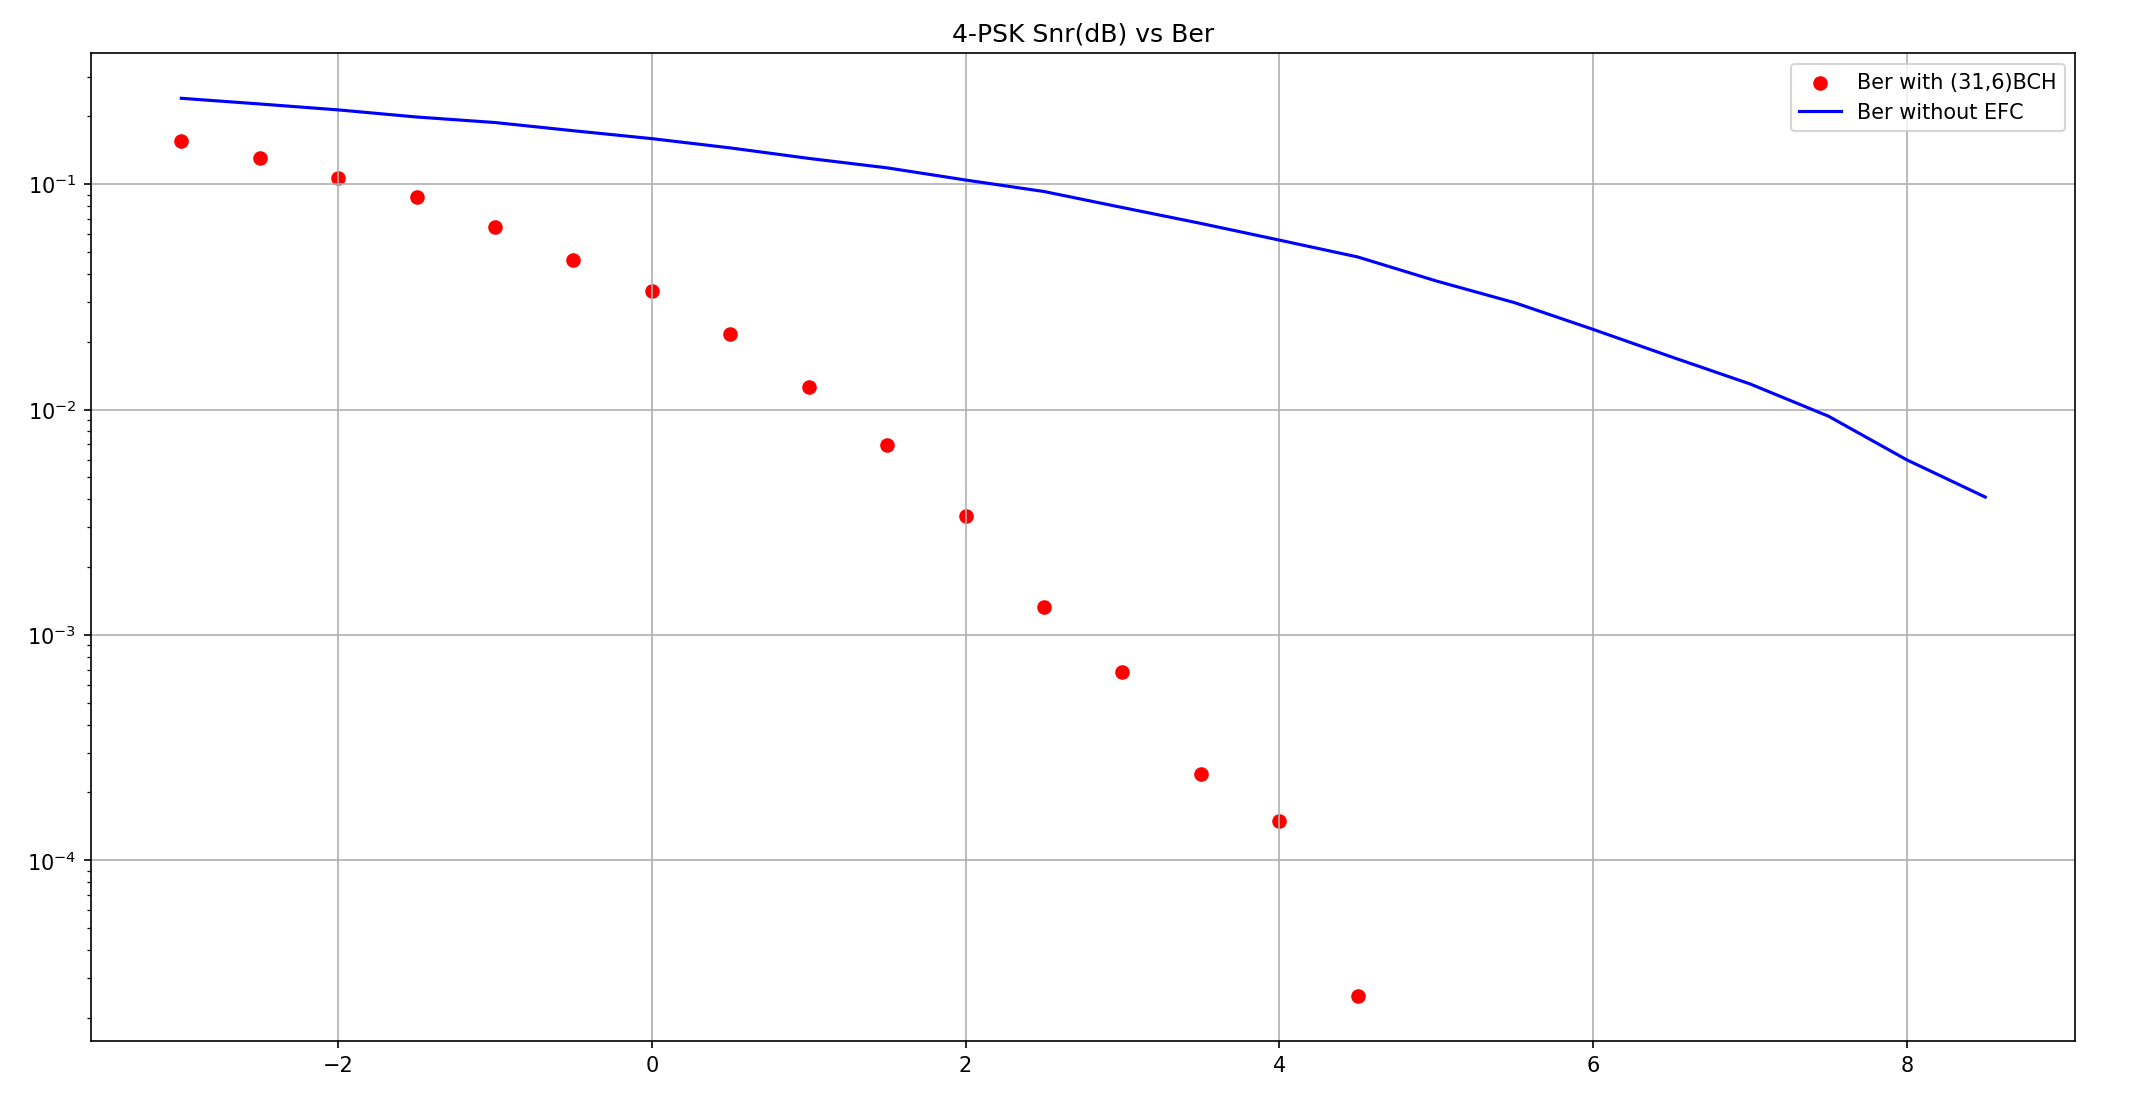 4-PSK Snr(dB) vs Ber
Ber with (31,6)BCH
Ber without EFC
10⁻¹
10⁻²
10⁻³
10⁻⁴
−2 0 2 4 6 8